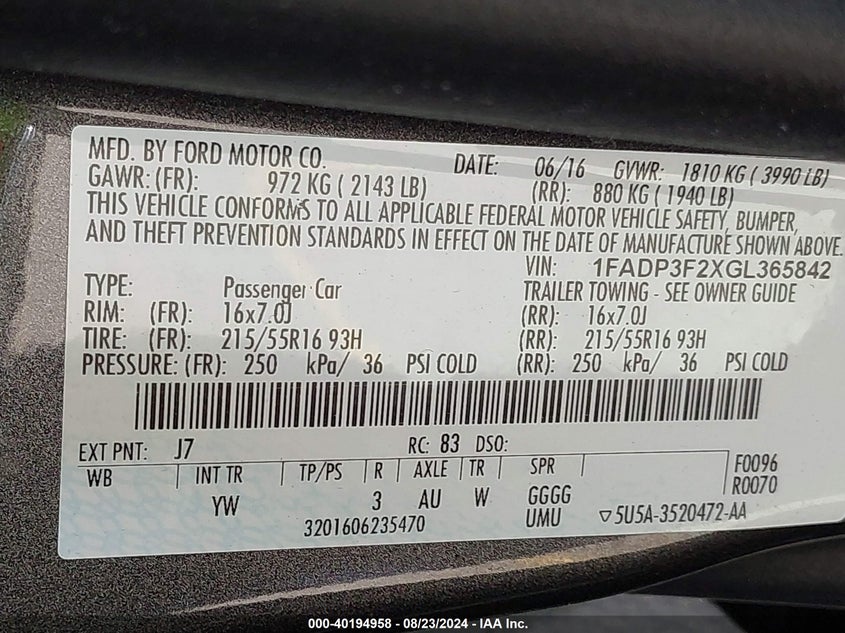 MFD. BY FORD MOTOR CO. DATE: 06/16 GVWR: 1810 KG ( 3990 LB)
GAWR: (FR): 972 KG ( 2143 LB) (RR): 880 KG ( 1940 LB)
THIS VEHICLE CONFORMS TO ALL APPLICABLE FEDERAL MOTOR VEHICLE SAFETY, BUMPER,
AND THEFT PREVENTION STANDARDS IN EFFECT ON THE DATE OF MANUFACTURE SHOWN ABOVE.
VIN: 1FADP3F2XGL365842
TYPE: Passenger Car TRAILER TOWING - SEE OWNER GUIDE
RIM: (FR): 16x7.0J (RR): 16x7.0J
TIRE: (FR): 215/55R16 93H (RR): 215/55R16 93H
PRESSURE: (FR): 250 kPa/ 36 PSI COLD (RR): 250 kPa/ 36 PSI COLD
EXT PNT: J7 RC: 83 DSO:
WB INT TR TP/PS R AXLE TR SPR F0096
YW 3 AU W GGGG R0070
3201606235470 UMU ▽5U5A-3520472-AA
000-40194958 - 08/23/2024 - IAA Inc.